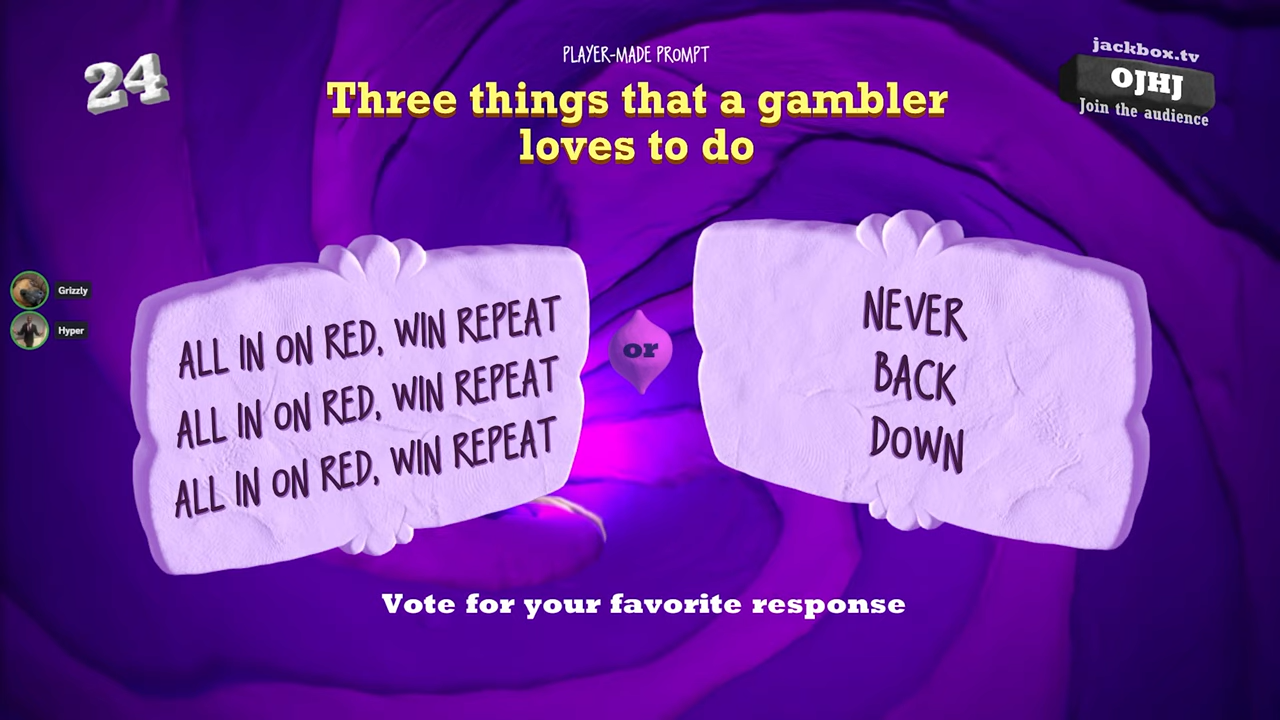 24
PLAYER-MADE PROMPT
Three things that a gambler
loves to do
jackbox.tv
OJHJ
Join the audience
Grizzly
Hyper
ALL IN ON RED, WIN REPEAT
ALL IN ON RED, WIN REPEAT
ALL IN ON RED, WIN REPEAT
or
NEVER
BACK
DOWN
Vote for your favorite response